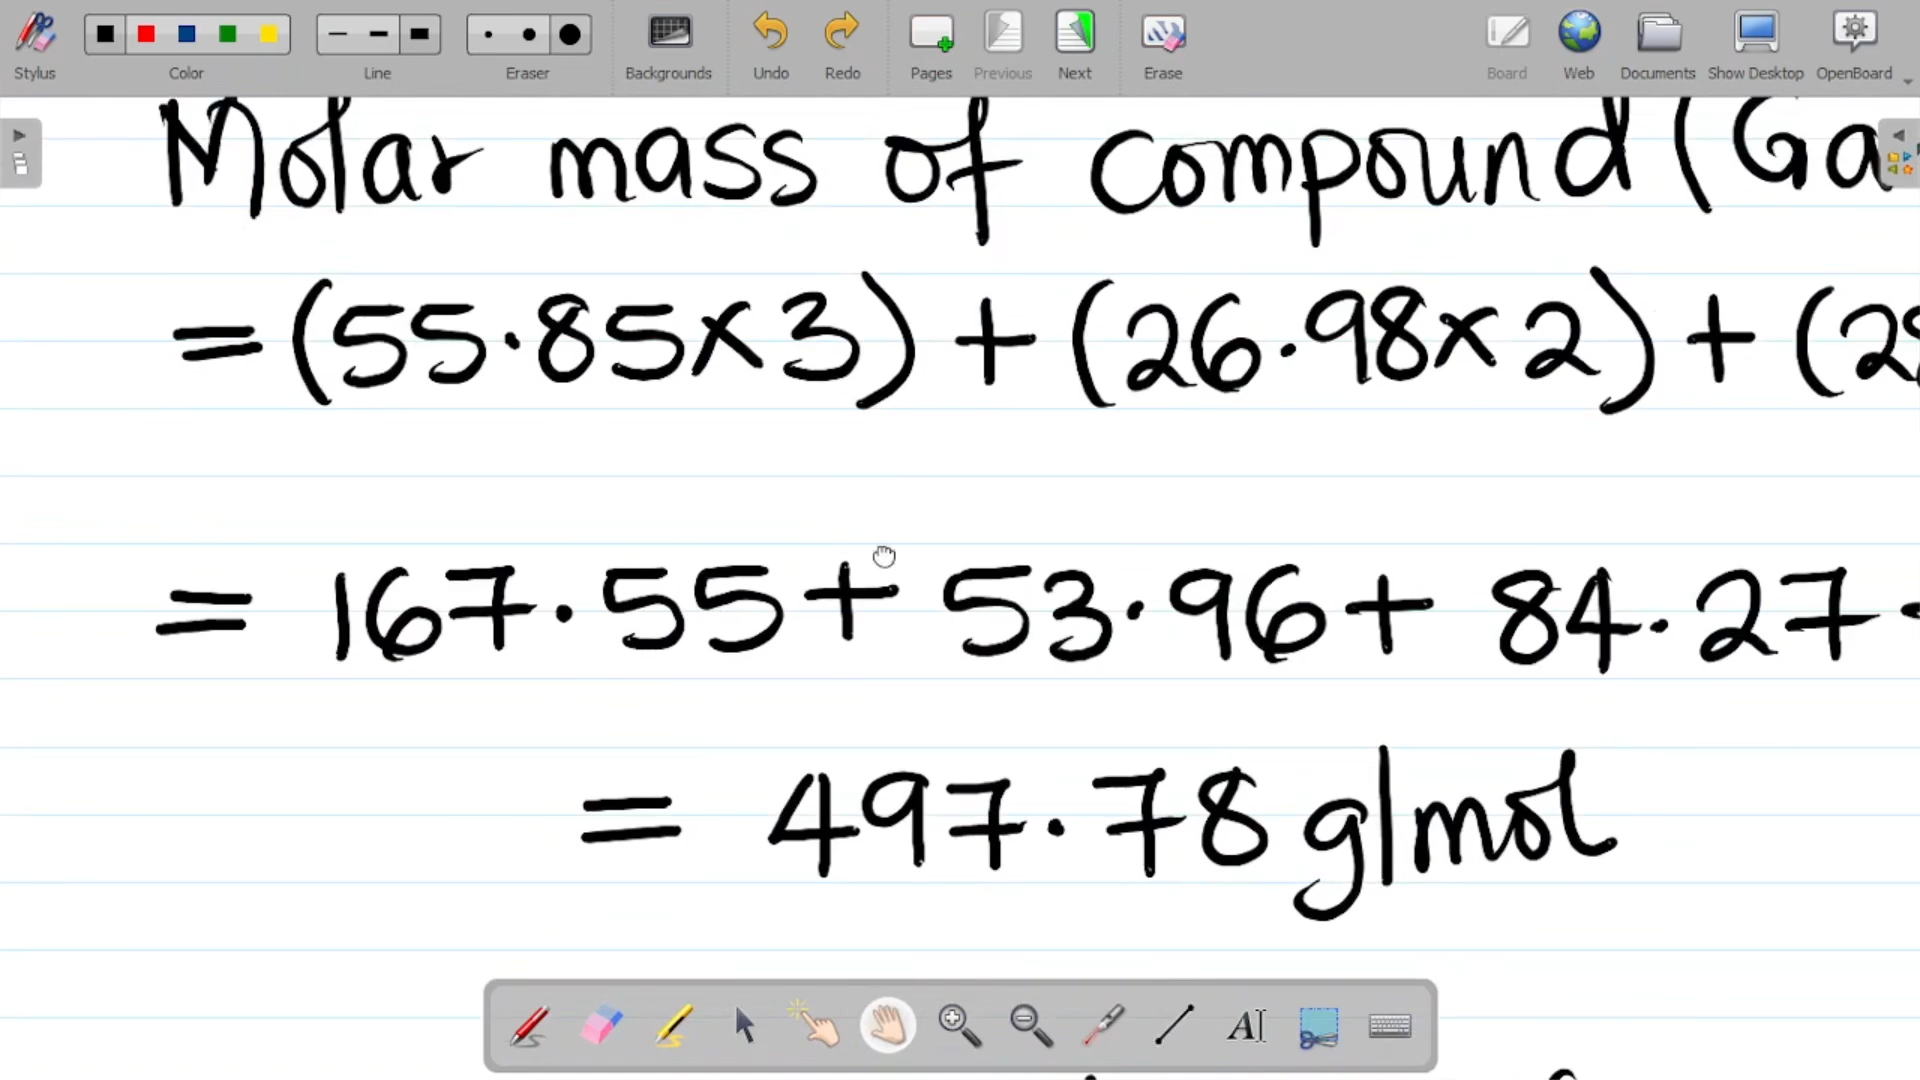 Stylus Color Line Eraser Backgrounds Undo Redo Pages Previous Next Erase Board Web Documents Show Desktop OpenBoard
Molar mass of compound (Ga
= (55.85×3) + (26.98×2) + (28
= 167.55 + 53.96 + 84.27
= 497.78 g/mol